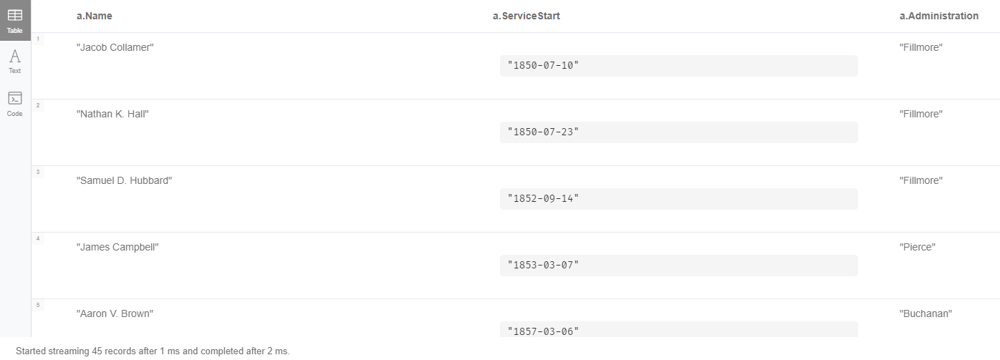 a.Name a.ServiceStart a.Administration
Table
1
"Jacob Collamer" "Fillmore"
"1850-07-10"
Text
2
"Nathan K. Hall" "Fillmore"
Code
"1850-07-23"
3
"Samuel D. Hubbard" "Fillmore"
"1852-09-14"
4
"James Campbell" "Pierce"
"1853-03-07"
5
"Aaron V. Brown" "Buchanan"
"1857-03-06"
Started streaming 45 records after 1 ms and completed after 2 ms.